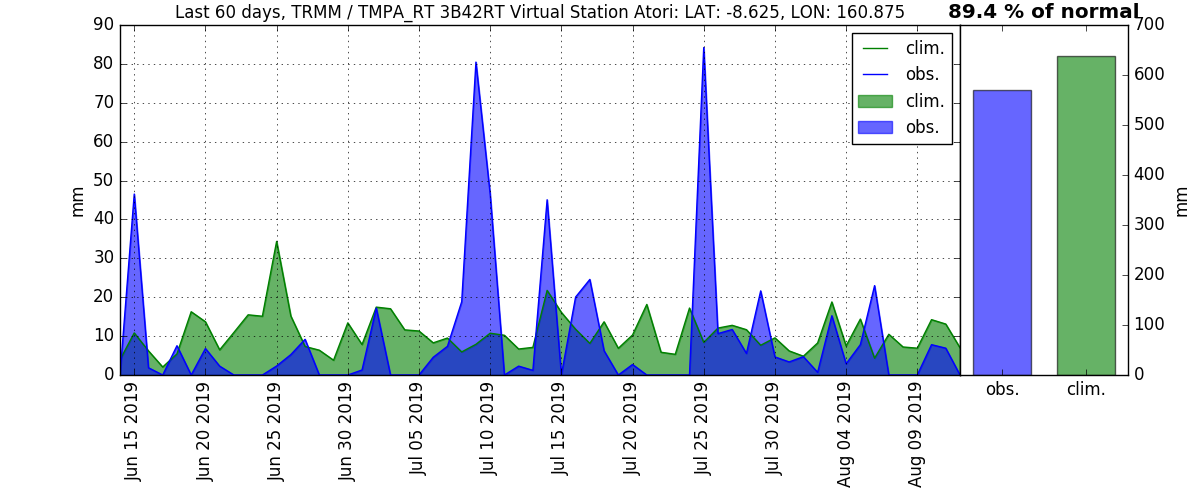 Last 60 days, TRMM / TMPA_RT 3B42RT Virtual Station Atori: LAT: -8.625, LON: 160.875
89.4 % of normal
90
80
70
60
50
40
30
20
10
0
mm
clim.
obs.
clim.
obs.
700
600
500
400
300
200
100
0
mm
Jun 15 2019
Jun 20 2019
Jun 25 2019
Jun 30 2019
Jul 05 2019
Jul 10 2019
Jul 15 2019
Jul 20 2019
Jul 25 2019
Jul 30 2019
Aug 04 2019
Aug 09 2019
obs.
clim.